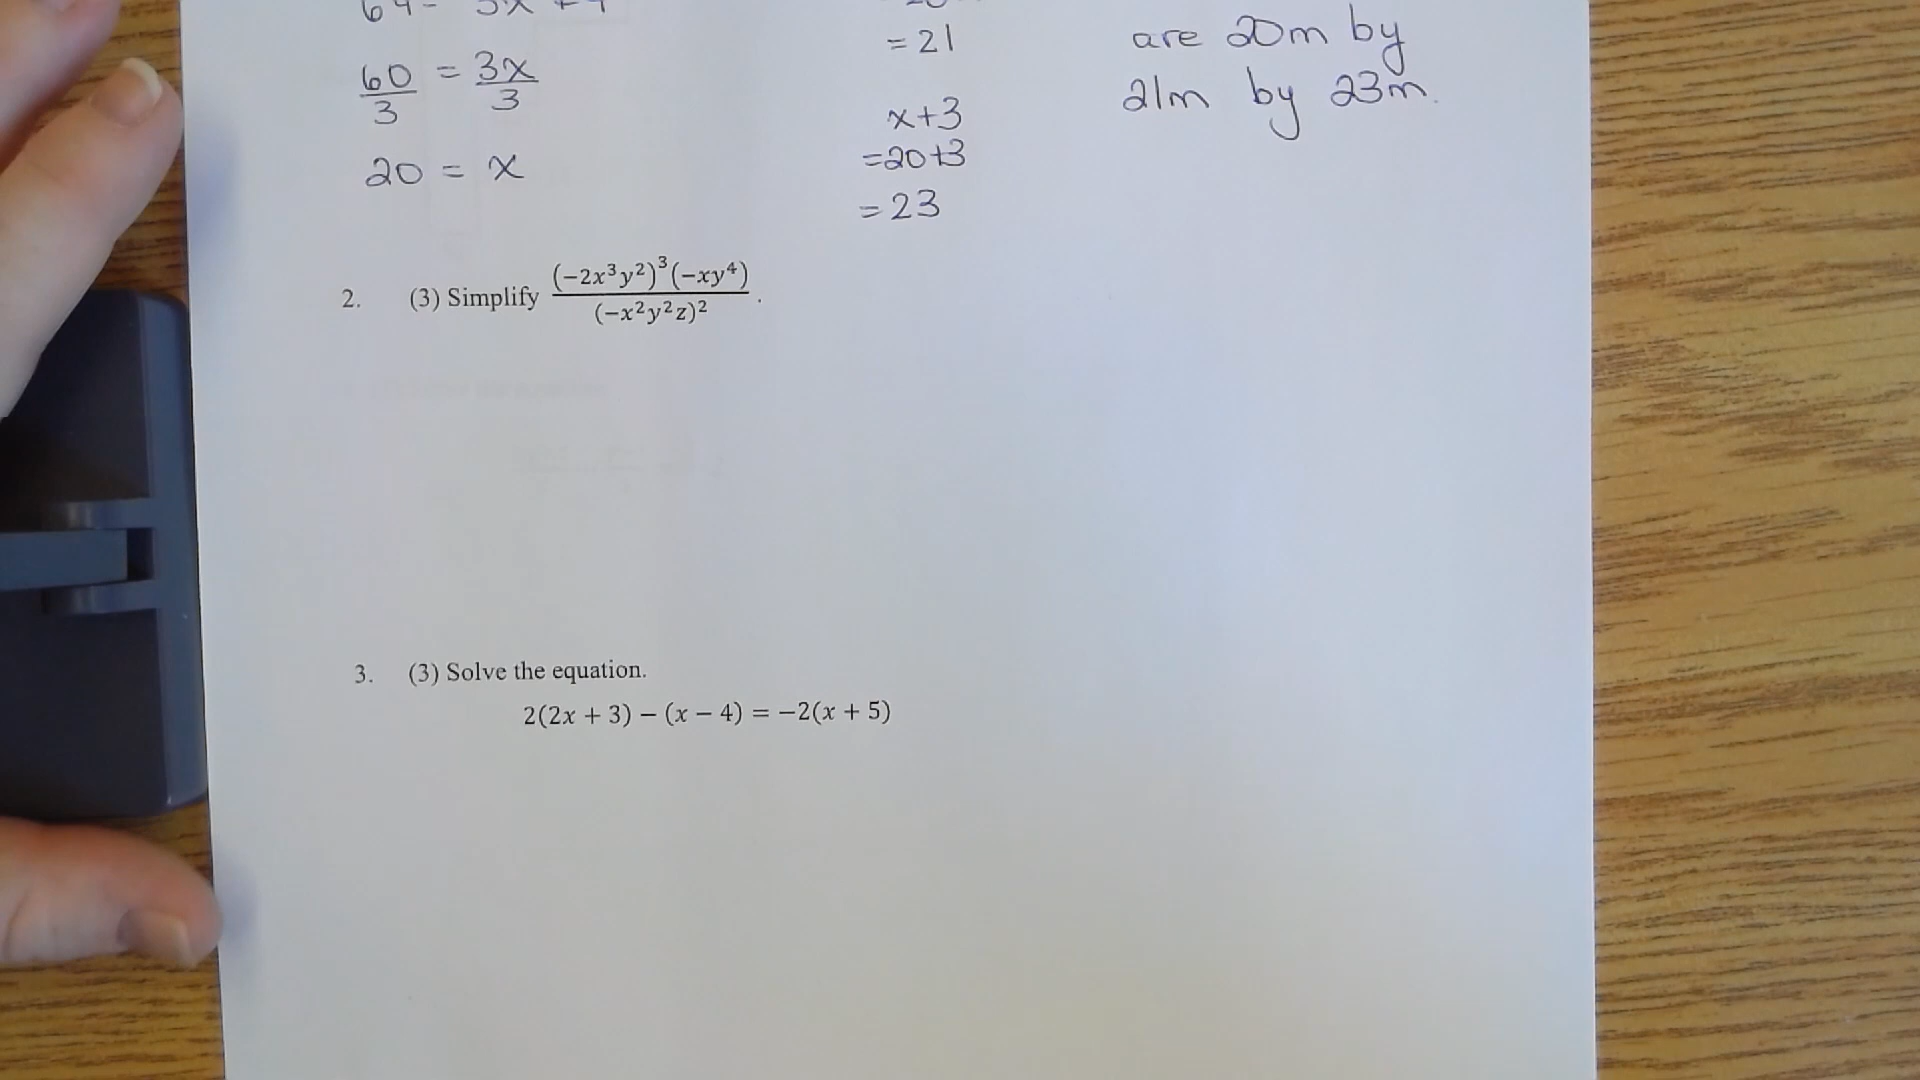 = 21
are 20m by
60/3 = 3x/3
21m by 23m.
x+3
20 = x
=20+3
= 23
2. (3) Simplify (−2x³y²)³(−xy⁴)/(−x²y²z)².
3. (3) Solve the equation.
2(2x + 3) − (x − 4) = −2(x + 5)